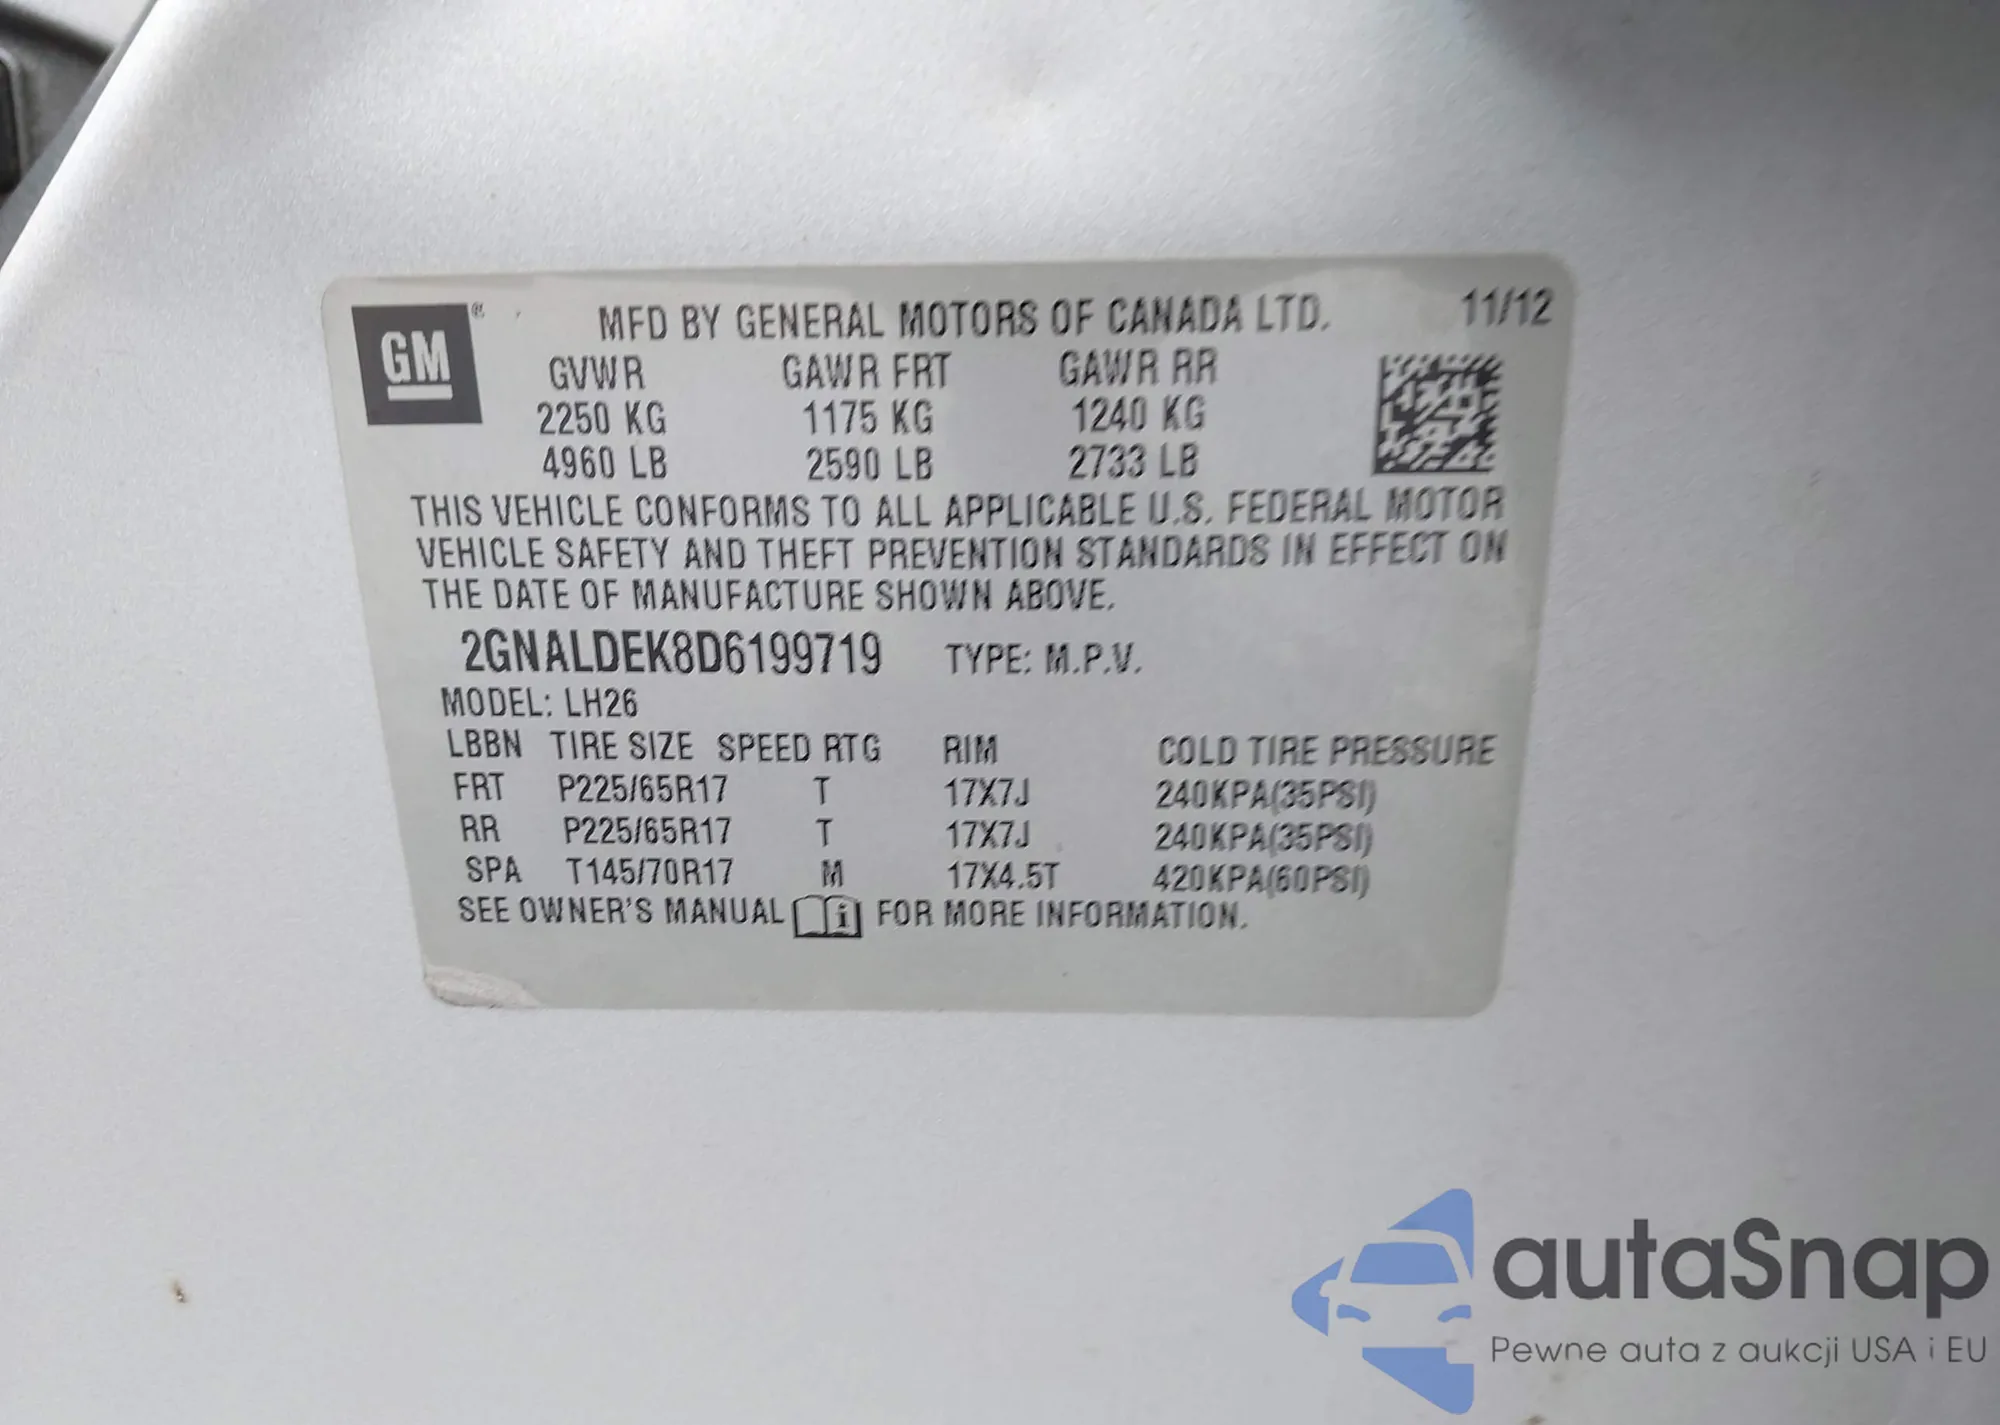 GM ® MFD BY GENERAL MOTORS OF CANADA LTD. 11/12
GVWR GAWR FRT GAWR RR
2250 KG 1175 KG 1240 KG
4960 LB 2590 LB 2733 LB
THIS VEHICLE CONFORMS TO ALL APPLICABLE U.S. FEDERAL MOTOR
VEHICLE SAFETY AND THEFT PREVENTION STANDARDS IN EFFECT ON
THE DATE OF MANUFACTURE SHOWN ABOVE.
2GNALDEK8D6199719 TYPE: M.P.V.
MODEL: LH26
LBBN TIRE SIZE SPEED RTG RIM COLD TIRE PRESSURE
FRT P225/65R17 T 17X7J 240KPA(35PSI)
RR P225/65R17 T 17X7J 240KPA(35PSI)
SPA T145/70R17 M 17X4.5T 420KPA(60PSI)
SEE OWNER'S MANUAL i FOR MORE INFORMATION.
autaSnap
Pewne auta z aukcji USA i EU